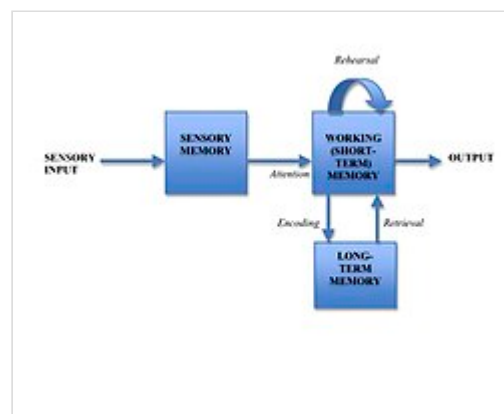 Rehearsal
SENSORY
MEMORY
WORKING
(SHORT-
TERM)
MEMORY
SENSORY
INPUT
OUTPUT
Attention
Encoding
Retrieval
LONG-
TERM
MEMORY